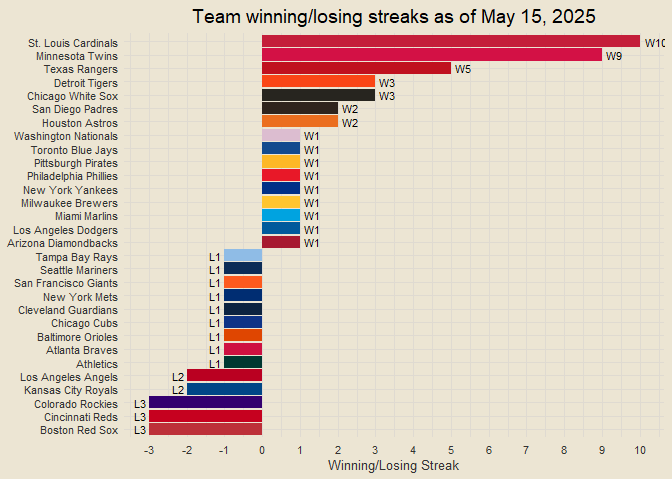 Team winning/losing streaks as of May 15, 2025
St. Louis Cardinals W10
Minnesota Twins W9
Texas Rangers W5
Detroit Tigers W3
Chicago White Sox W3
San Diego Padres W2
Houston Astros W2
Washington Nationals W1
Toronto Blue Jays W1
Pittsburgh Pirates W1
Philadelphia Phillies W1
New York Yankees W1
Milwaukee Brewers W1
Miami Marlins W1
Los Angeles Dodgers W1
Arizona Diamondbacks W1
Tampa Bay Rays L1
Seattle Mariners L1
San Francisco Giants L1
New York Mets L1
Cleveland Guardians L1
Chicago Cubs L1
Baltimore Orioles L1
Atlanta Braves L1
Athletics L1
Los Angeles Angels L2
Kansas City Royals L2
Colorado Rockies L3
Cincinnati Reds L3
Boston Red Sox L3
-3 -2 -1 0 1 2 3 4 5 6 7 8 9 10
Winning/Losing Streak